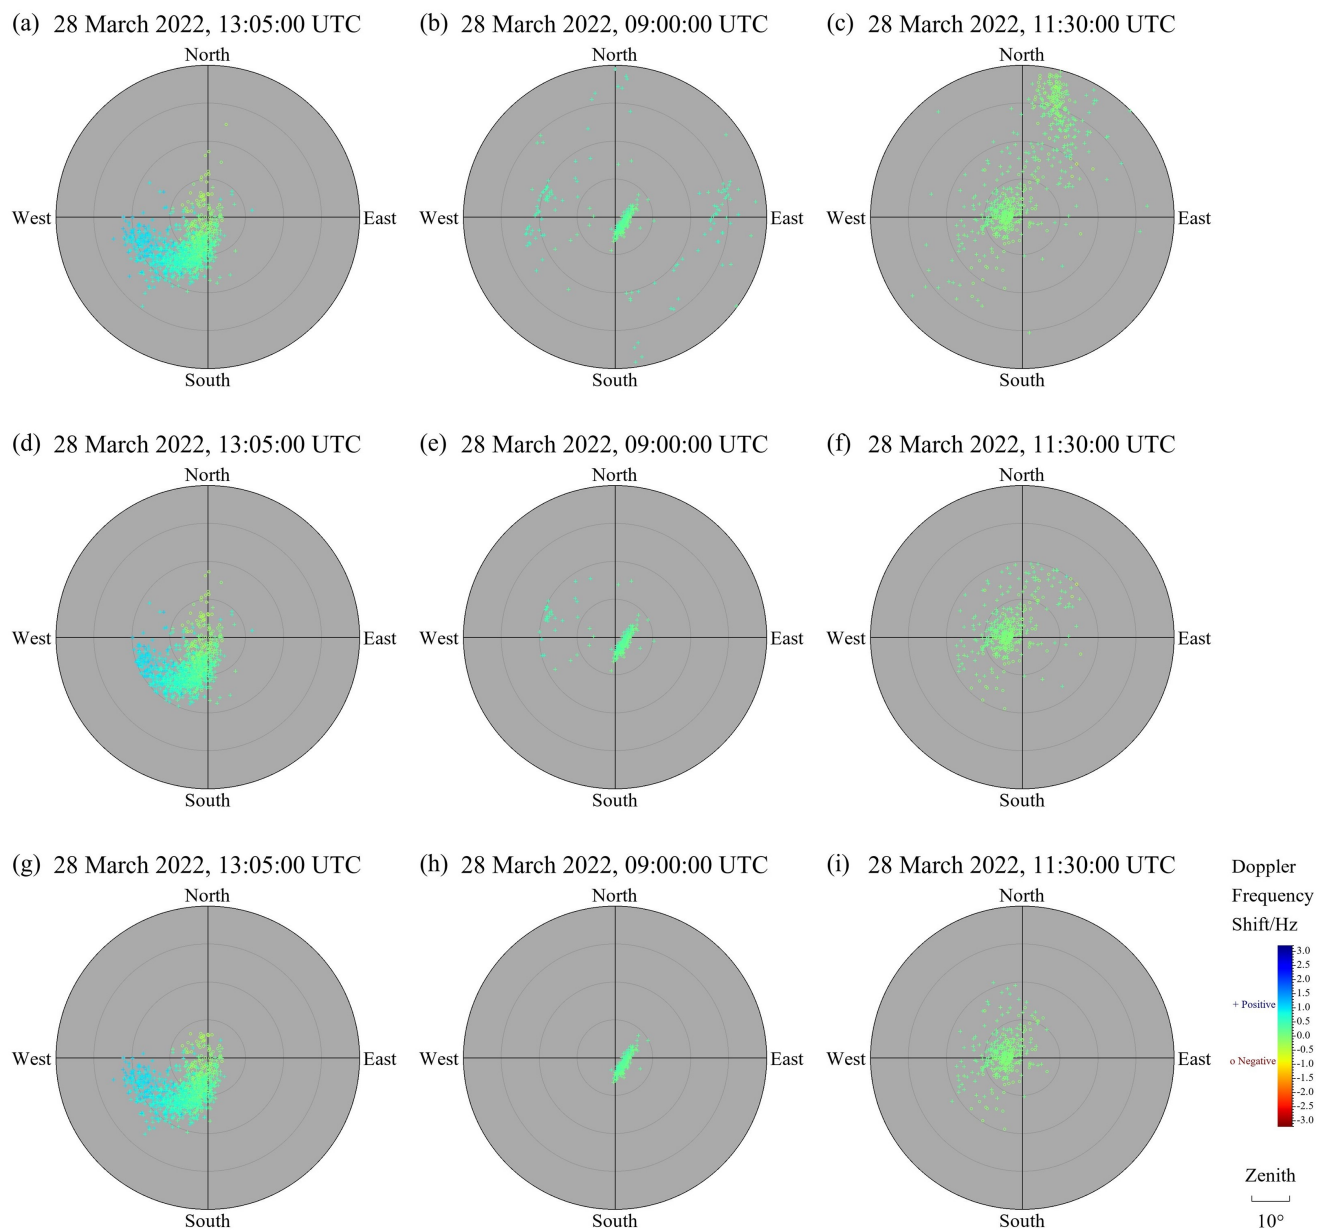 (a) 28 March 2022, 13:05:00 UTC
North
West
East
South
(b) 28 March 2022, 09:00:00 UTC
North
West
East
South
(c) 28 March 2022, 11:30:00 UTC
North
West
East
South
(d) 28 March 2022, 13:05:00 UTC
North
West
East
South
(e) 28 March 2022, 09:00:00 UTC
North
West
East
South
(f) 28 March 2022, 11:30:00 UTC
North
West
East
South
(g) 28 March 2022, 13:05:00 UTC
North
West
East
South
(h) 28 March 2022, 09:00:00 UTC
North
West
East
South
(i) 28 March 2022, 11:30:00 UTC
North
West
East
South
Doppler
Frequency
Shift/Hz
3.0
2.5
2.0
1.5
+ Positive
1.0
0.5
0.0
-0.5
o Negative
-1.0
-1.5
-2.0
-2.5
-3.0
Zenith
10°